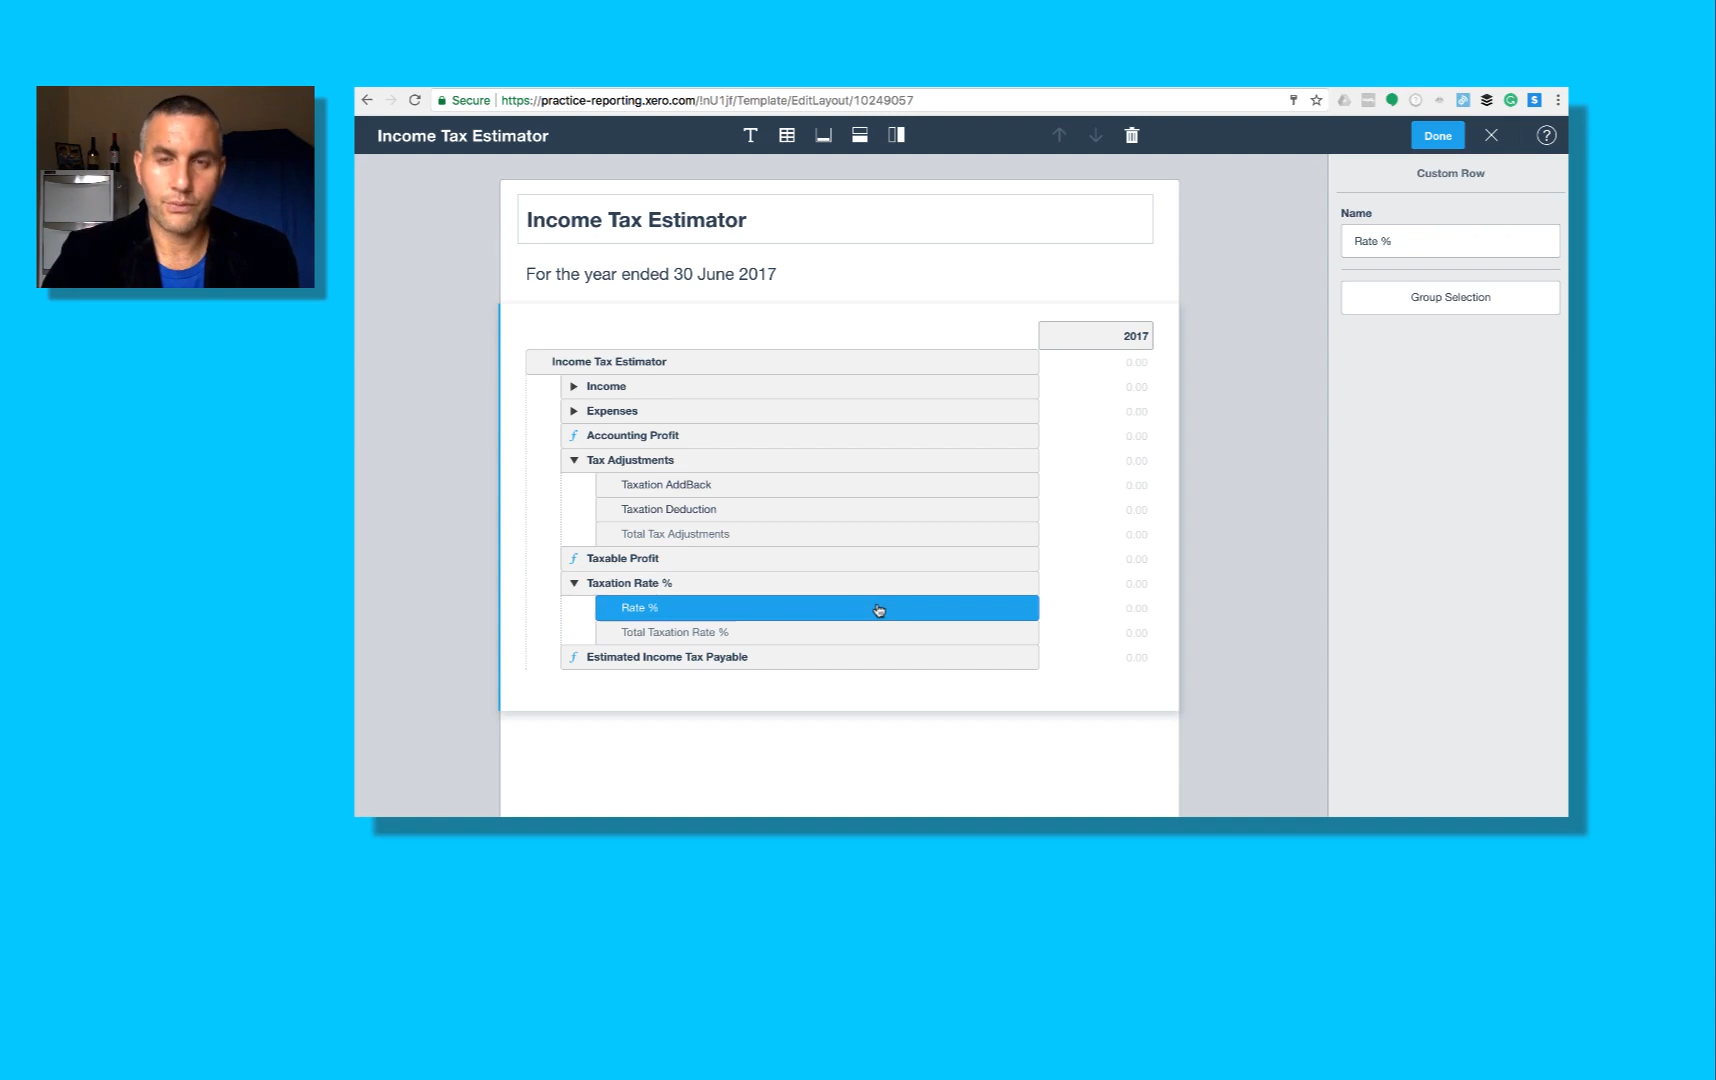 Secure | https://practice-reporting.xero.com/!nU1jf/Template/EditLayout/10249057
Income Tax Estimator
Done
Custom Row
Name
Rate %
Group Selection
Income Tax Estimator
For the year ended 30 June 2017
2017
Income Tax Estimator 0.00
Income 0.00
Expenses 0.00
f Accounting Profit 0.00
Tax Adjustments 0.00
Taxation AddBack 0.00
Taxation Deduction 0.00
Total Tax Adjustments 0.00
f Taxable Profit 0.00
Taxation Rate % 0.00
Rate % 0.00
Total Taxation Rate % 0.00
f Estimated Income Tax Payable 0.00